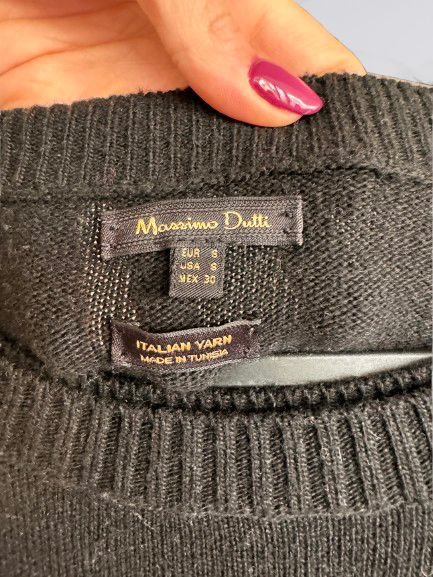 Massimo Dutti
EUR S
USA S
MEX 30
ITALIAN YARN
MADE IN TUNISIA